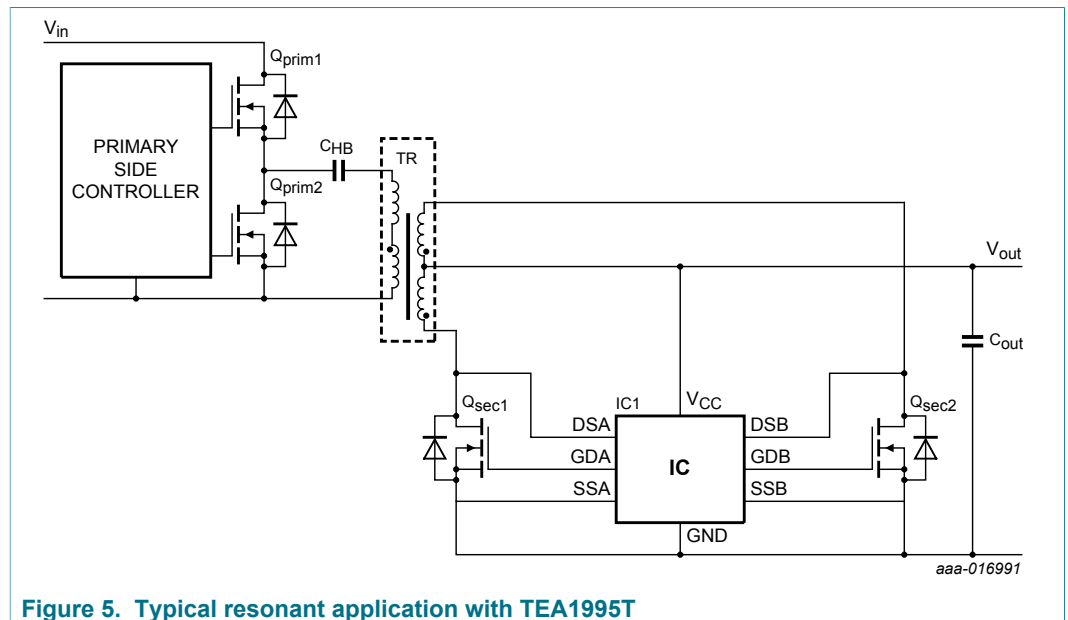 Vin
Qprim1
PRIMARY
SIDE
CONTROLLER
CHB
TR
Qprim2
Vout
Cout
Qsec1
IC1
VCC
Qsec2
DSA
DSB
GDA
IC
GDB
SSA
SSB
GND
aaa-016991
Figure 5. Typical resonant application with TEA1995T